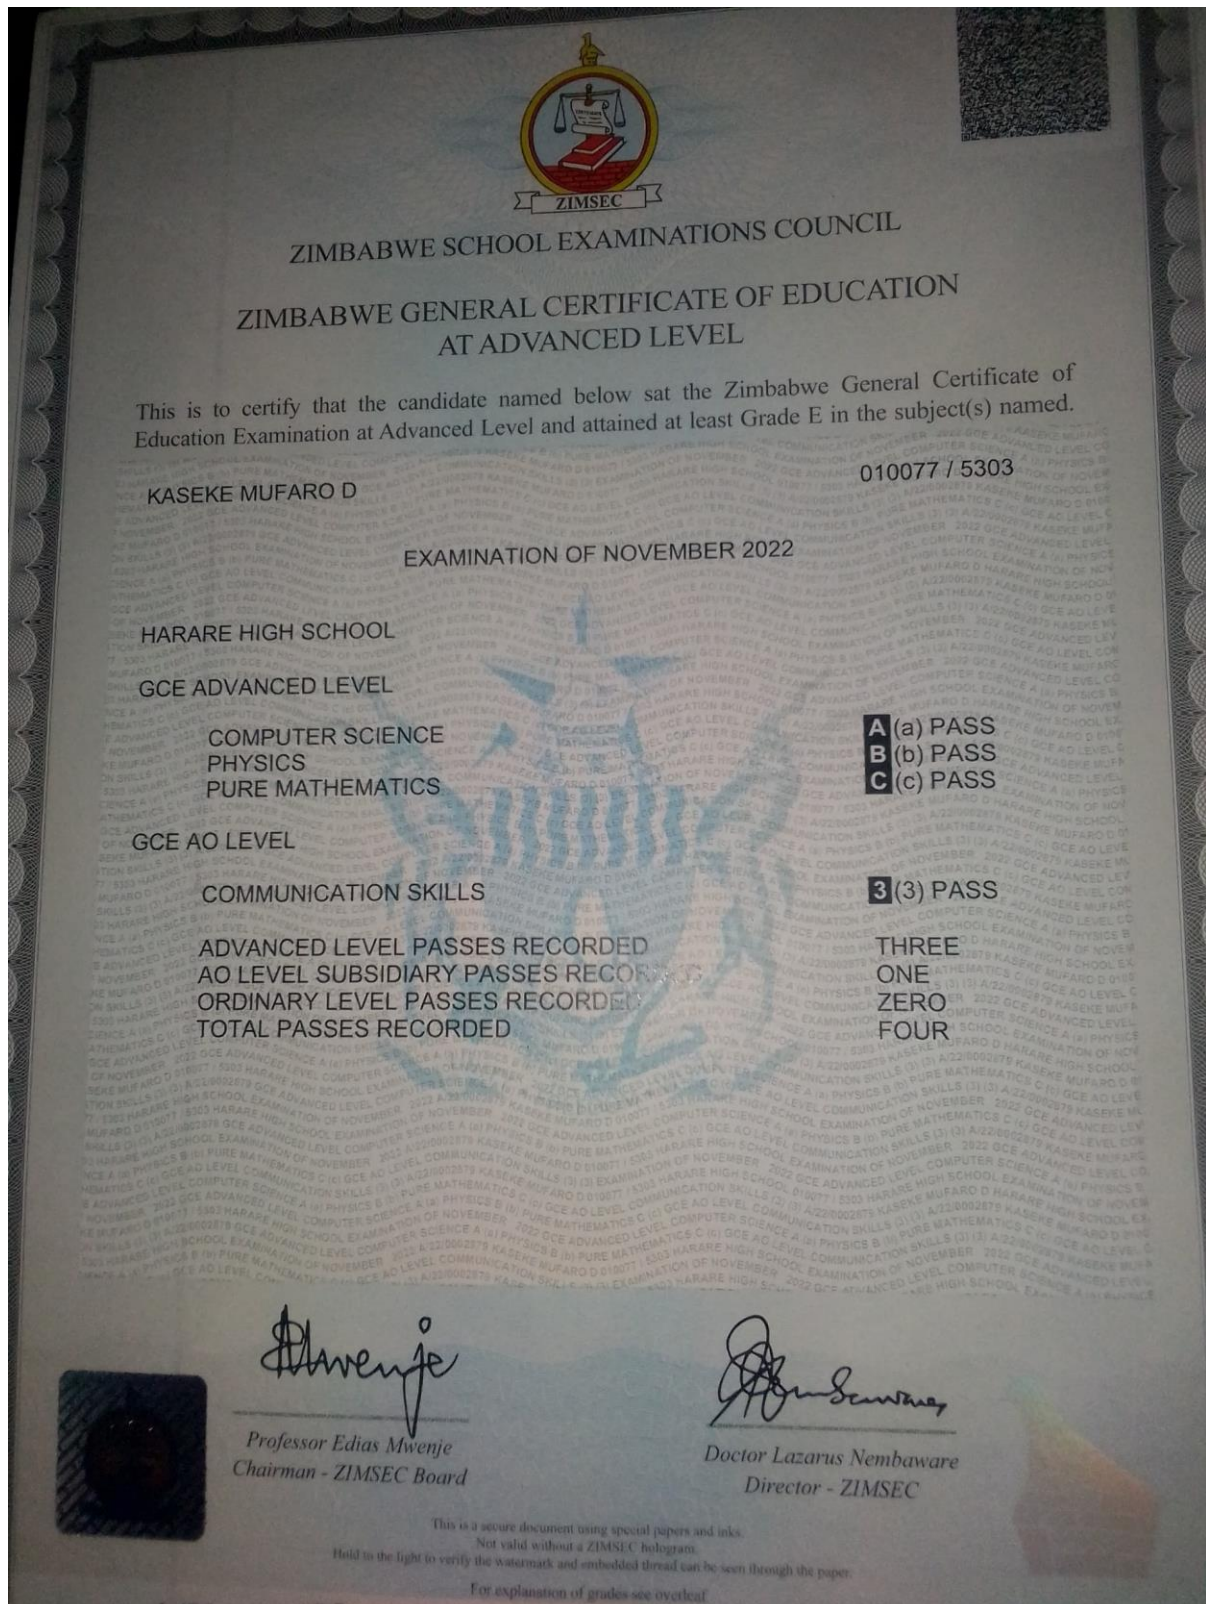 ZIMSEC
ZIMBABWE SCHOOL EXAMINATIONS COUNCIL
ZIMBABWE GENERAL CERTIFICATE OF EDUCATION
AT ADVANCED LEVEL
This is to certify that the candidate named below sat the Zimbabwe General Certificate of
Education Examination at Advanced Level and attained at least Grade E in the subject(s) named.
KASEKE MUFARO D 010077 / 5303
EXAMINATION OF NOVEMBER 2022
HARARE HIGH SCHOOL
GCE ADVANCED LEVEL
COMPUTER SCIENCE A (a) PASS
PHYSICS B (b) PASS
PURE MATHEMATICS C (c) PASS
GCE AO LEVEL
COMMUNICATION SKILLS 3 (3) PASS
ADVANCED LEVEL PASSES RECORDED THREE
AO LEVEL SUBSIDIARY PASSES RECORDED ONE
ORDINARY LEVEL PASSES RECORDED ZERO
TOTAL PASSES RECORDED FOUR
Professor Edias Mwenje
Chairman - ZIMSEC Board
Doctor Lazarus Nembaware
Director - ZIMSEC
This is a secure document using special papers and inks.
Not valid without a ZIMSEC hologram.
Hold to the light to verify the watermark and embedded thread can be seen through the paper.
For explanation of grades see overleaf